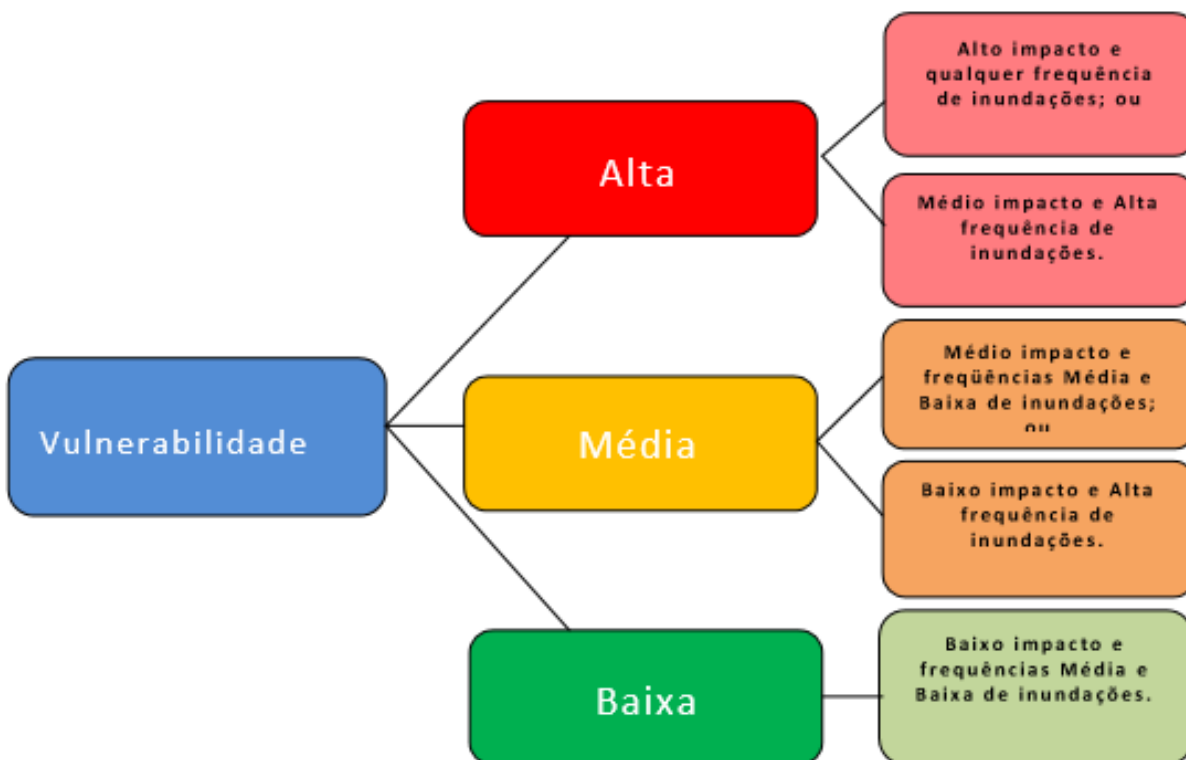 Vulnerabilidade
Alta
Alto impacto e
qualquer frequência
de inundações; ou
Médio impacto e Alta
frequência de
inundações.
Média
Médio impacto e
freqüências Média e
Baixa de inundações;
ou
Baixo impacto e Alta
frequência de
inundações.
Baixa
Baixo impacto e
frequências Média e
Baixa de inundações.